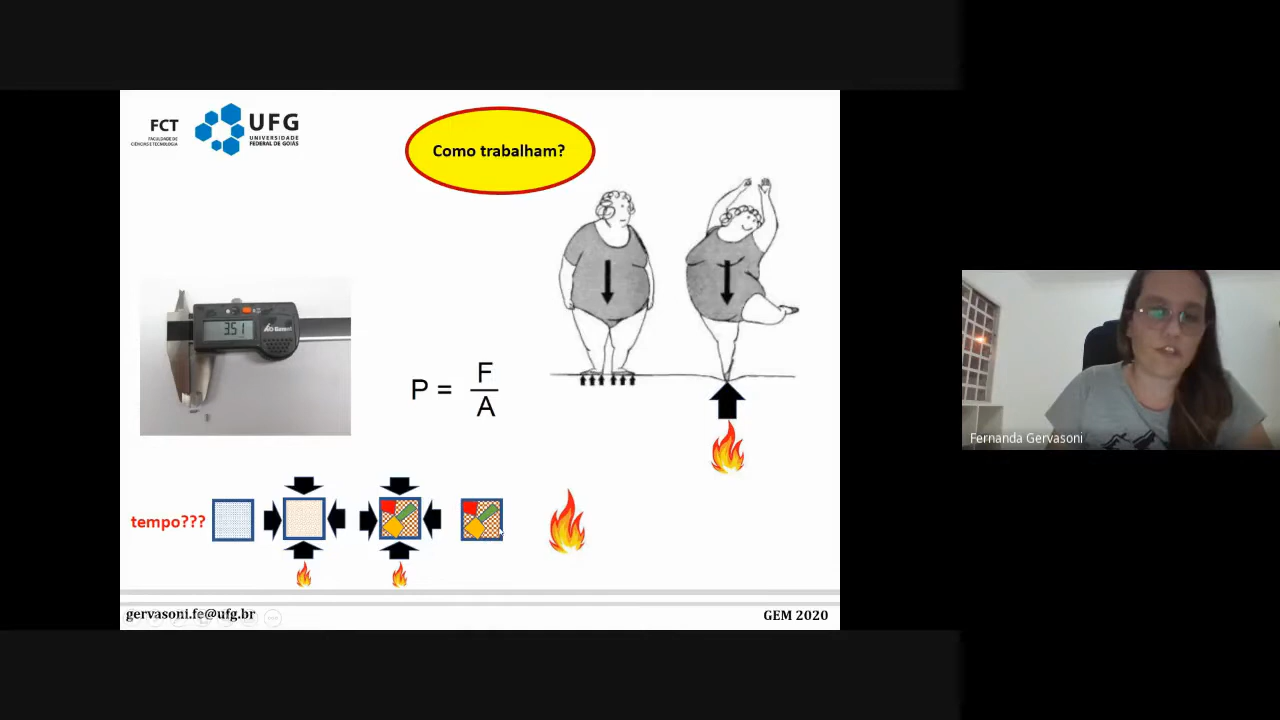 FCT
FACULDADE DE
CIÊNCIAS E TECNOLOGIA
UFG
UNIVERSIDADE
FEDERAL DE GOIÁS
Como trabalham?
351
P = F
A
Fernanda Gervasoni
tempo???
gervasoni.fe@ufg.br
GEM 2020